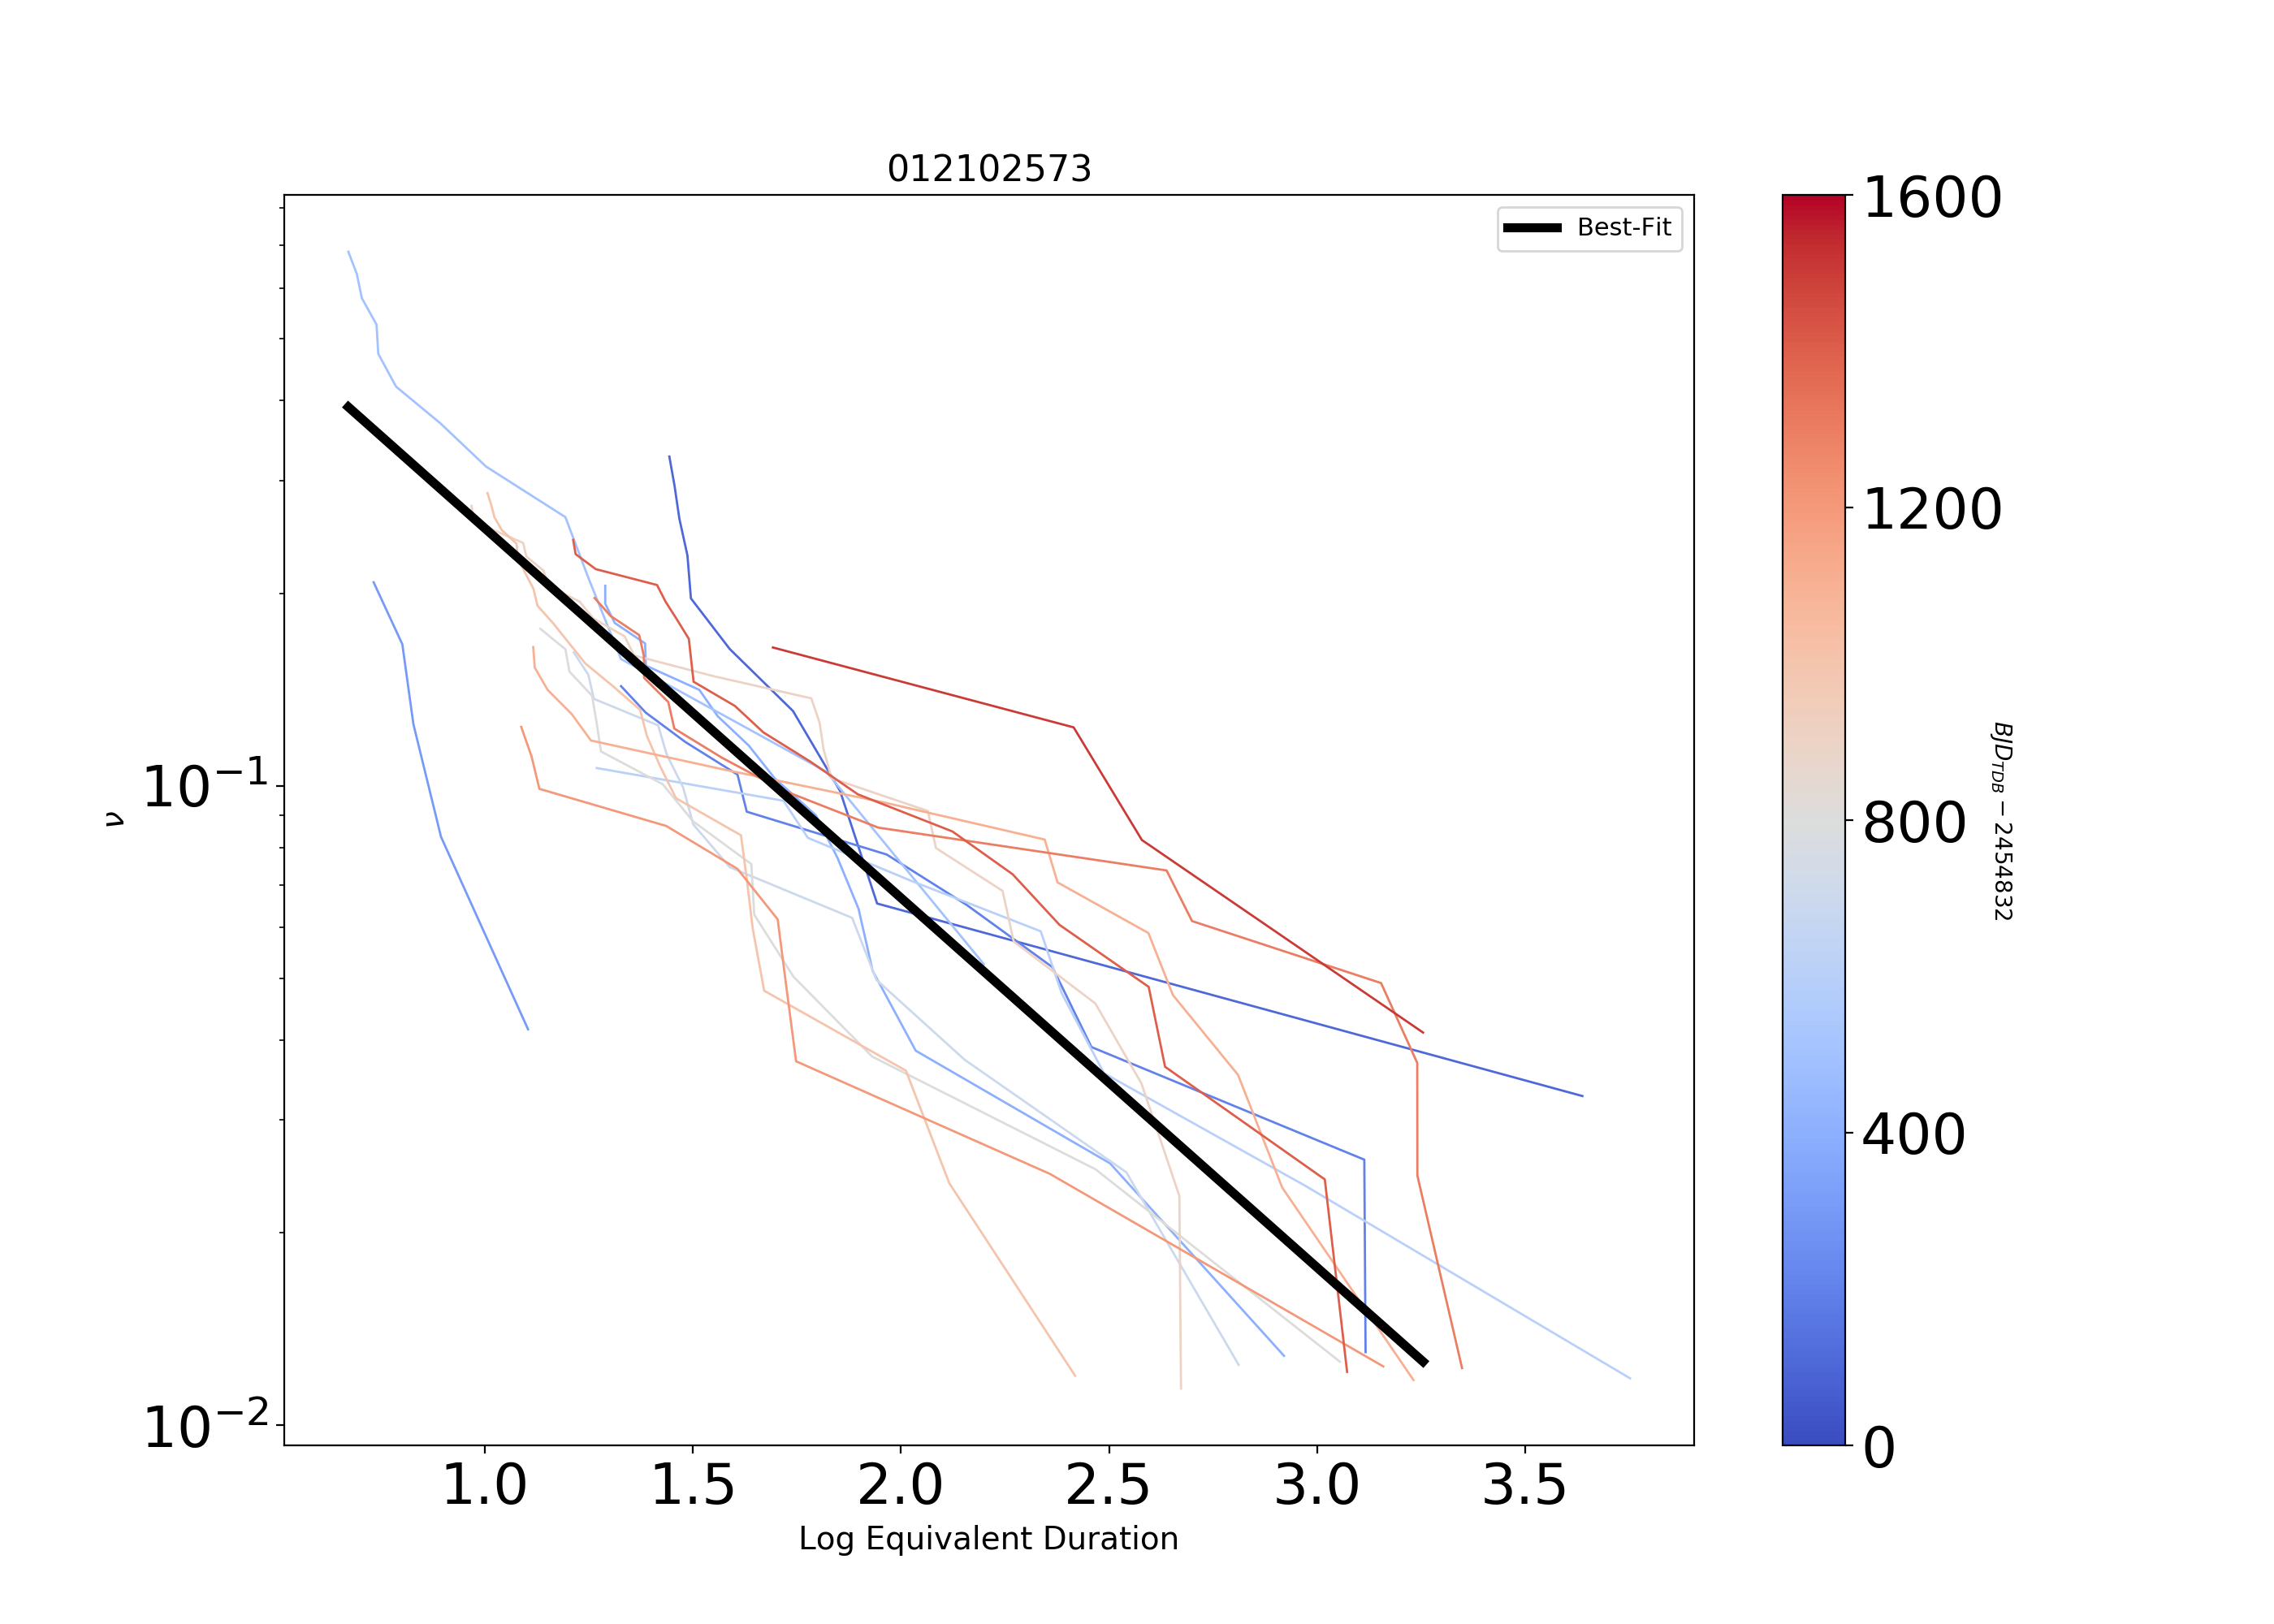 012102573
Best-Fit
10⁻¹
10⁻²
ν
1.0 1.5 2.0 2.5 3.0 3.5
Log Equivalent Duration
1600
1200
800
400
0
BJD_TDB − 2454832